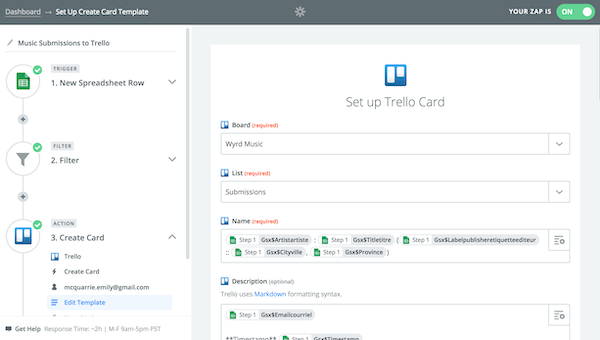 Dashboard → Set Up Create Card Template
YOUR ZAP IS ON
Music Submissions to Trello
TRIGGER
1. New Spreadsheet Row
FILTER
2. Filter
ACTION
3. Create Card
Trello
Create Card
mcquarrie.emily@gmail.com
Edit Template
Get Help Response Time: ~2h | M-F 9am-5pm PST
Set up Trello Card
Board (required)
Wyrd Music
List (required)
Submissions
Name (required)
Step 1 Gsx$Artistartiste : Step 1 Gsx$Titletitre ( Step 1 Gsx$Labelpublisheretiquetteediteur
:: Step 1 Gsx$Cityville , Step 1 Gsx$Province )
Description (optional)
Trello uses Markdown formatting syntax.
Step 1 Gsx$Emailcourriel
**Timestamp** Step 1 Gsx$Timestamp